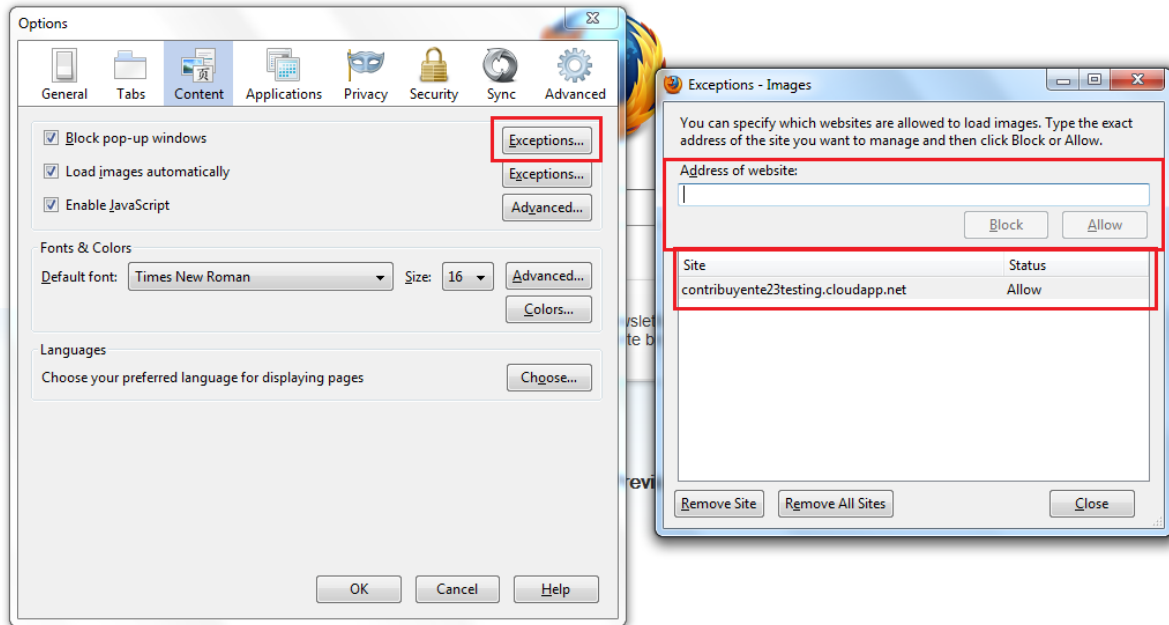 Options
General Tabs Content Applications Privacy Security Sync Advanced
页
Block pop-up windows Exceptions...
Load images automatically Exceptions...
Enable JavaScript Advanced...
Fonts & Colors
Default font: Times New Roman Size: 16 Advanced...
Colors...
Languages
Choose your preferred language for displaying pages Choose...
OK Cancel Help
Exceptions - Images
You can specify which websites are allowed to load images. Type the exact
address of the site you want to manage and then click Block or Allow.
Address of website:
Block Allow
Site Status
contribuyente23testing.cloudapp.net Allow
Remove Site Remove All Sites Close